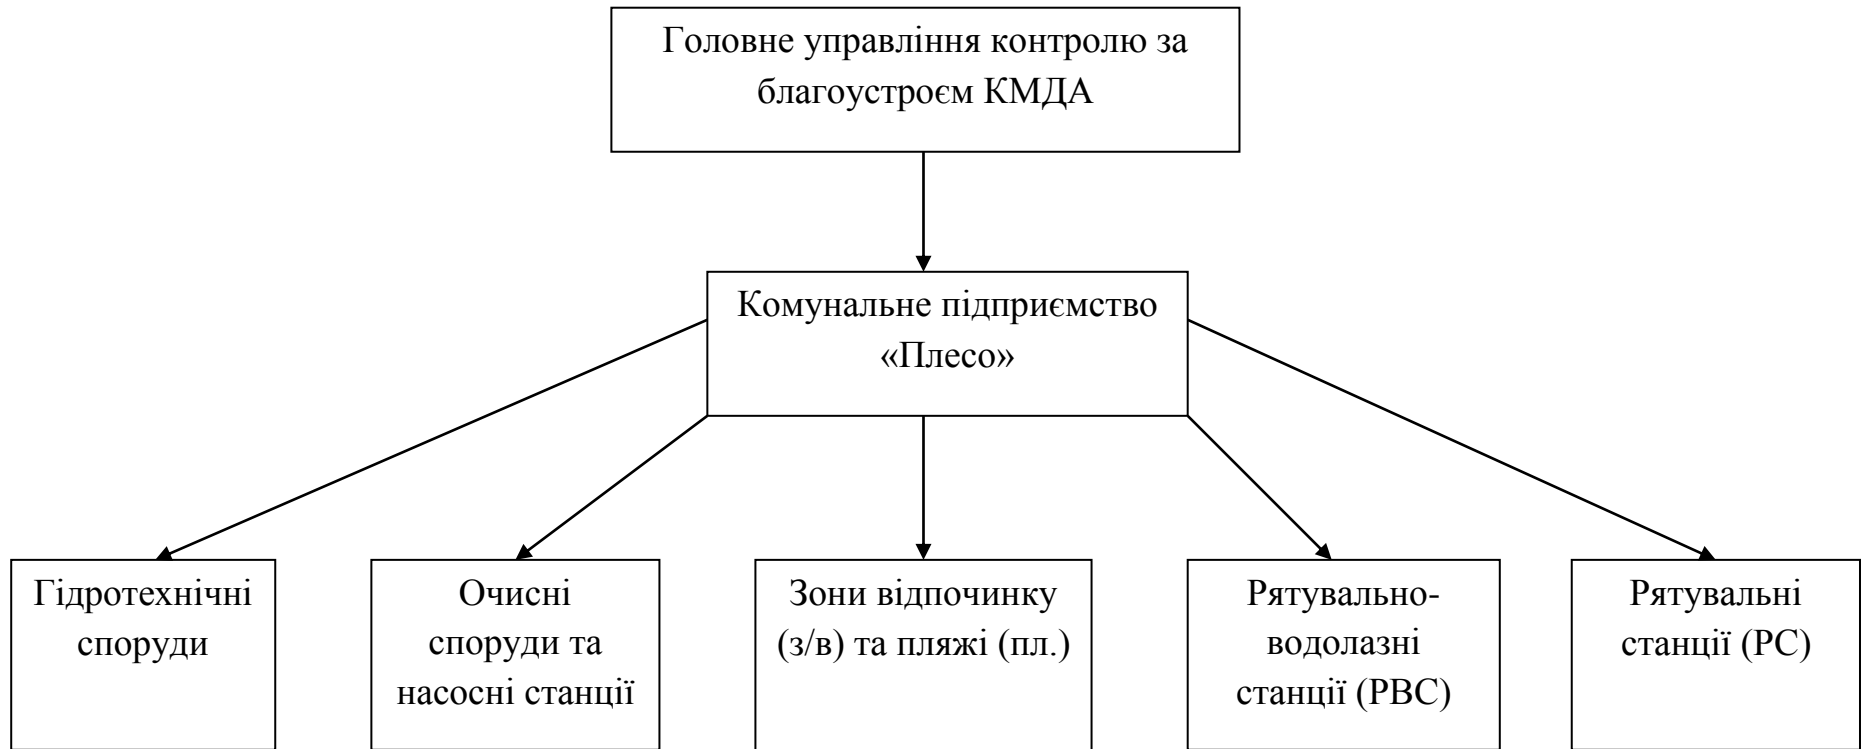 Головне управління контролю за
благоустроєм КМДА
Комунальне підприємство
«Плесо»
Гідротехнічні
споруди
Очисні
споруди та
насосні станції
Зони відпочинку
(з/в) та пляжі (пл.)
Рятувально-
водолазні
станції (РВС)
Рятувальні
станції (РС)